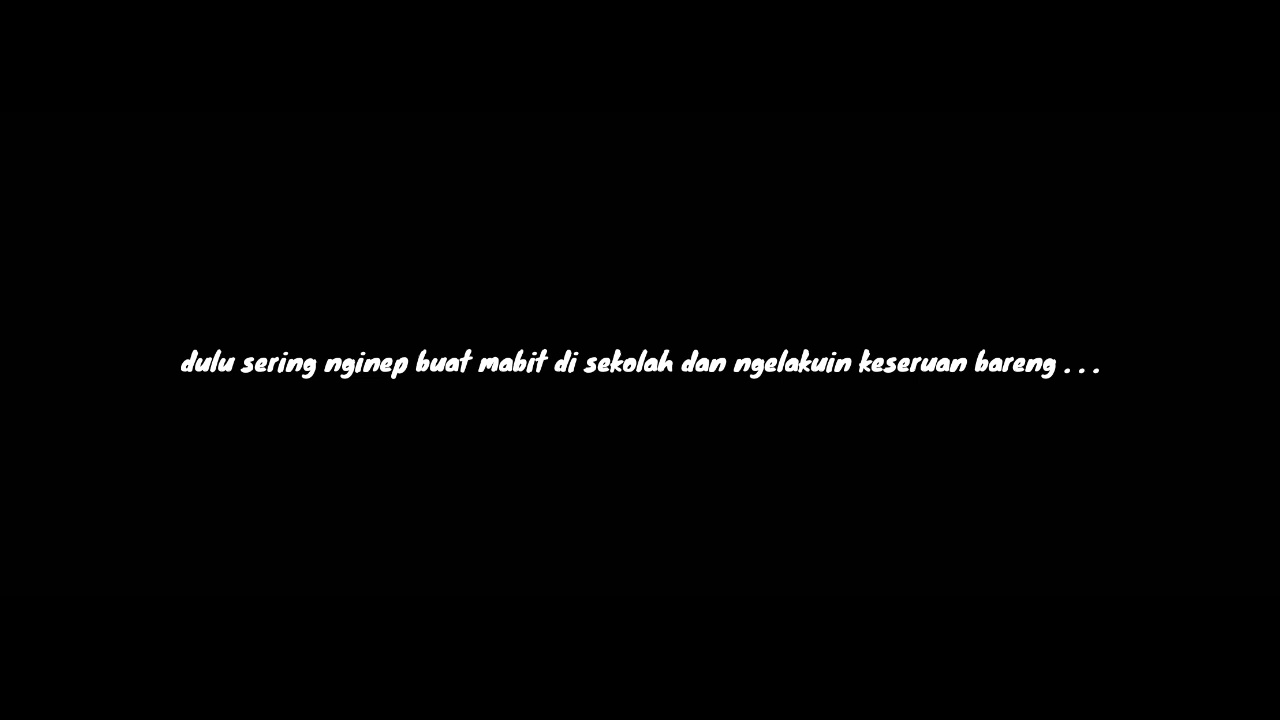 dulu sering nginep buat mabit di sekolah dan ngelakuin keseruan bareng . . .